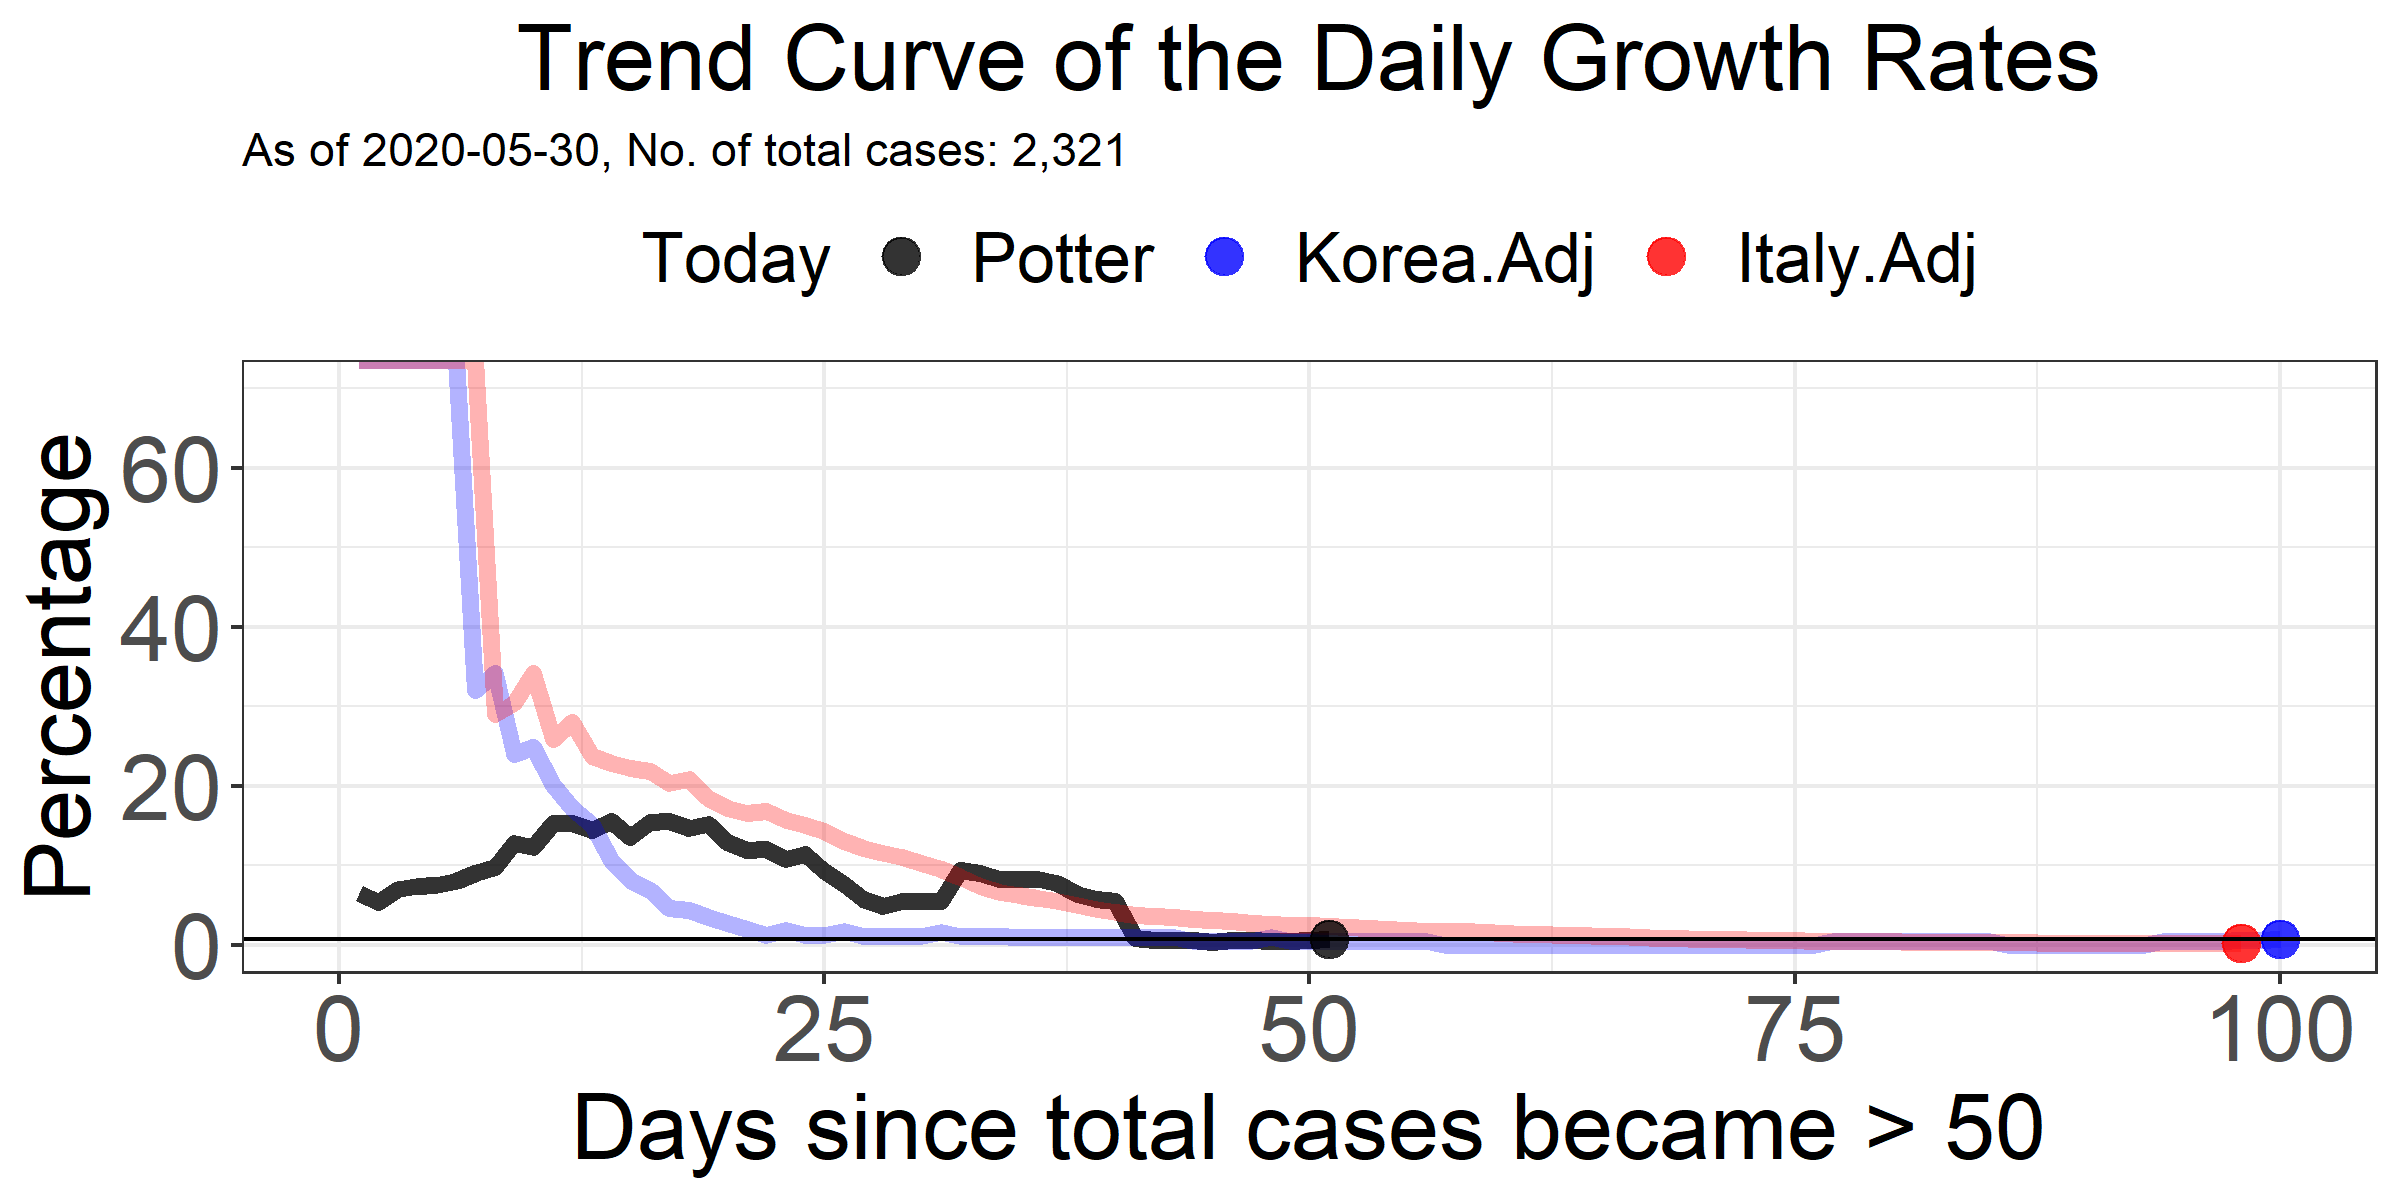 Trend Curve of the Daily Growth Rates
As of 2020-05-30, No. of total cases: 2,321
Today Potter Korea.Adj Italy.Adj
Percentage
60
40
20
0
0 25 50 75 100
Days since total cases became > 50